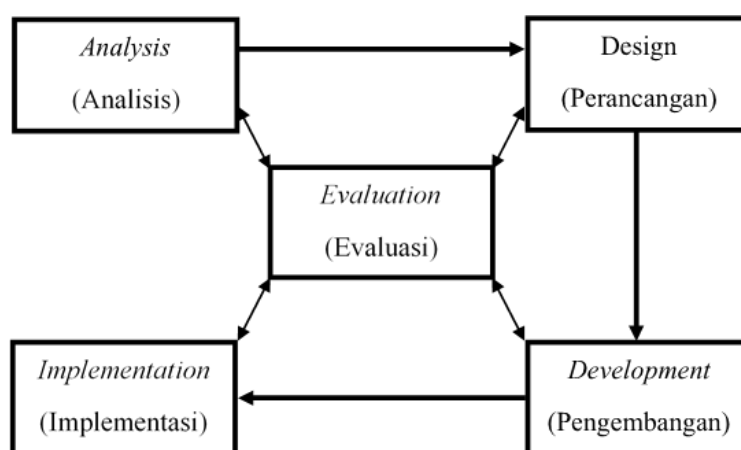 Analysis
(Analisis)
Design
(Perancangan)
Evaluation
(Evaluasi)
Implementation
(Implementasi)
Development
(Pengembangan)